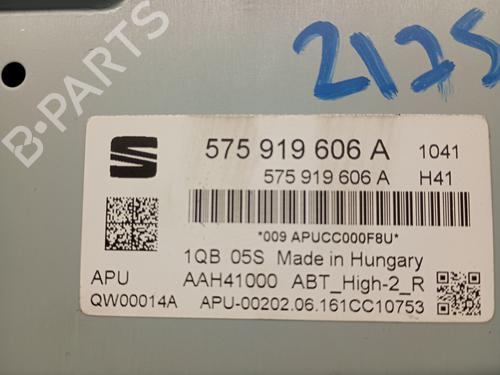 B-PARTS
2175
575 919 606 A 1041
575 919 606 A H41
*009 APUCC000F8U*
1QB 05S Made in Hungary
APU AAH41000 ABT_High-2_R
QW00014A APU-00202.06.161CC10753